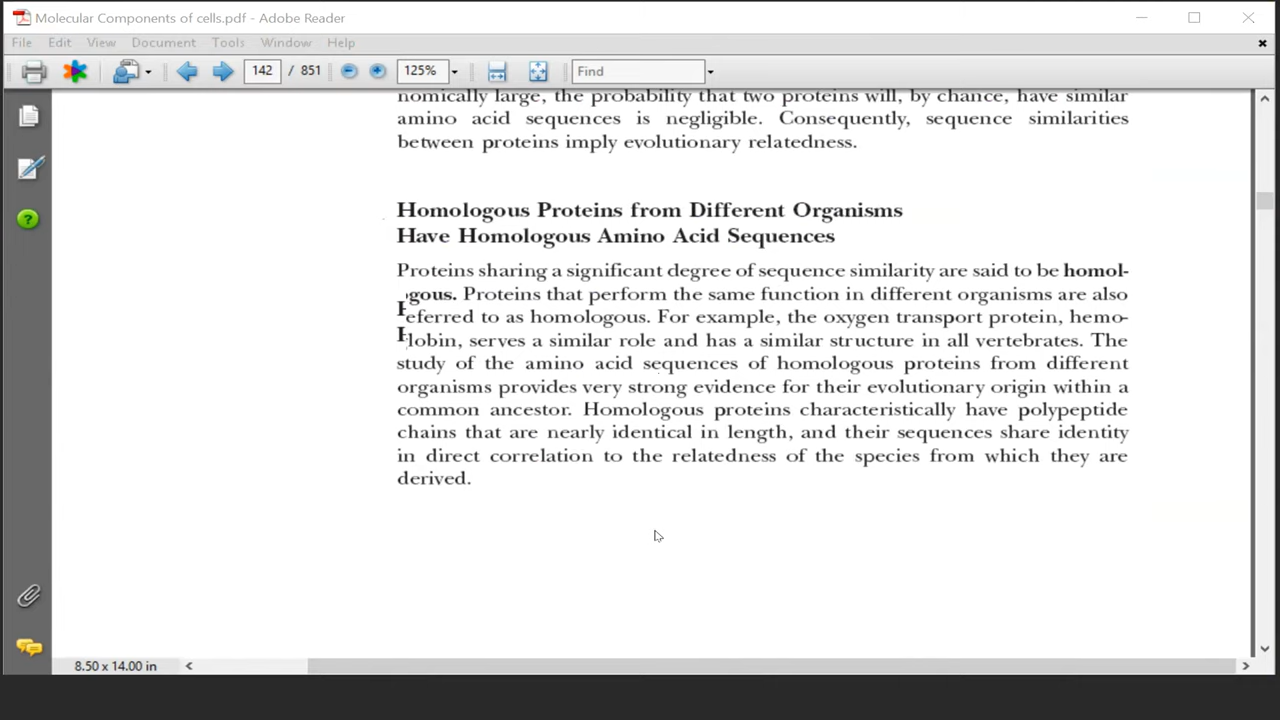 Molecular Components of cells.pdf - Adobe Reader
File Edit View Document Tools Window Help
142 / 851 125% Find
nomically large, the probability that two proteins will, by chance, have similar
amino acid sequences is negligible. Consequently, sequence similarities
between proteins imply evolutionary relatedness.
Homologous Proteins from Different Organisms
Have Homologous Amino Acid Sequences
Proteins sharing a significant degree of sequence similarity are said to be homol-
gous. Proteins that perform the same function in different organisms are also
eferred to as homologous. For example, the oxygen transport protein, hemo-
lobin, serves a similar role and has a similar structure in all vertebrates. The
study of the amino acid sequences of homologous proteins from different
organisms provides very strong evidence for their evolutionary origin within a
common ancestor. Homologous proteins characteristically have polypeptide
chains that are nearly identical in length, and their sequences share identity
in direct correlation to the relatedness of the species from which they are
derived.
8.50 x 14.00 in